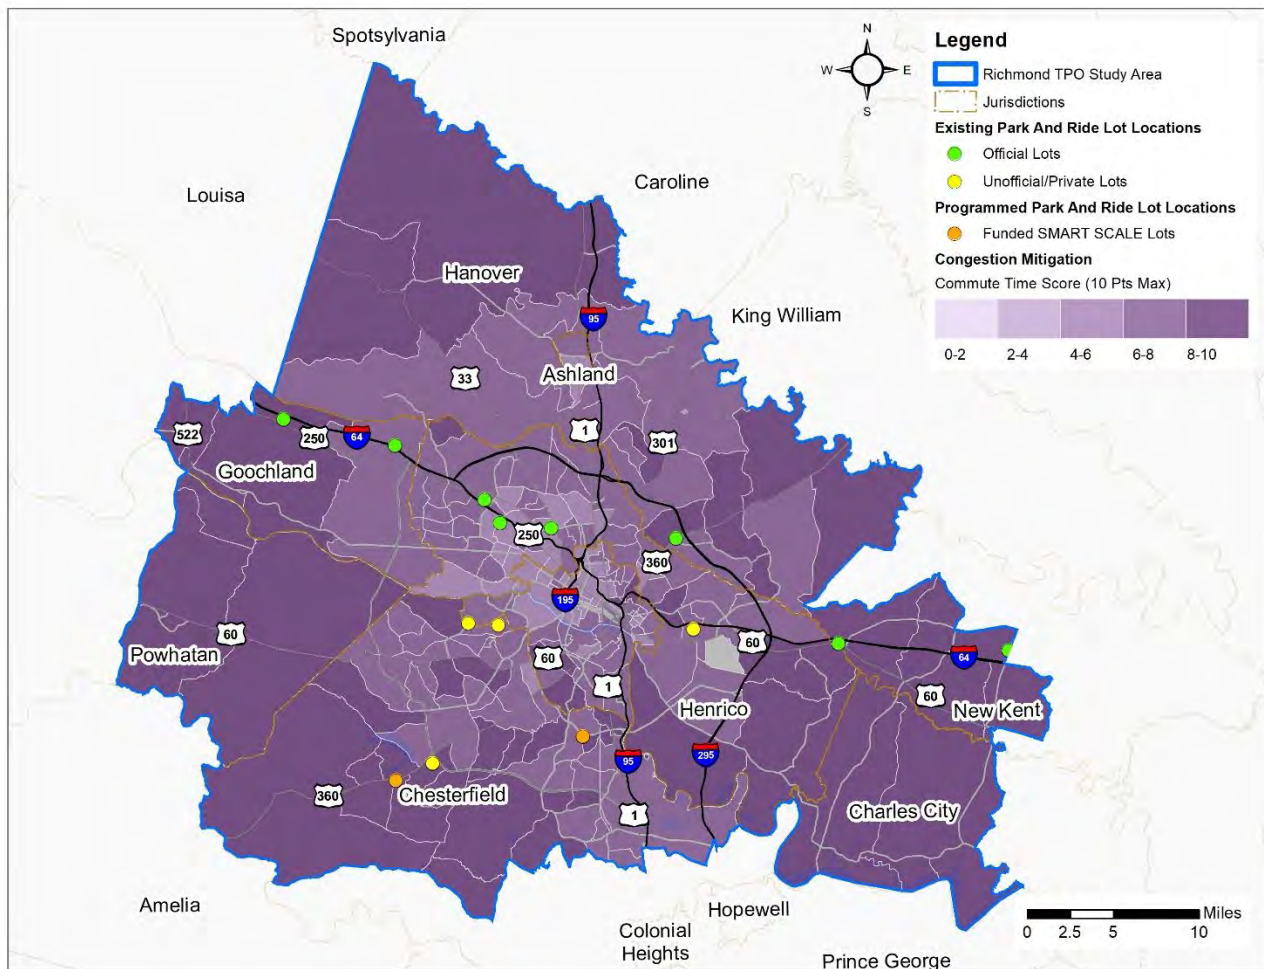 Spotsylvania
N
W E
S
Legend
Richmond TPO Study Area
Jurisdictions
Existing Park And Ride Lot Locations
Official Lots
Unofficial/Private Lots
Programmed Park And Ride Lot Locations
Funded SMART SCALE Lots
Congestion Mitigation
Commute Time Score (10 Pts Max)
0-2 2-4 4-6 6-8 8-10
Louisa
Caroline
Hanover
King William
95
Ashland
33
522
250
64
1
301
Goochland
250
360
195
60
Powhatan
60
60
1
64
60
Henrico
New Kent
95
295
360
Chesterfield
1
Charles City
Amelia
Hopewell
Colonial
Heights
Prince George
Miles
0 2.5 5 10